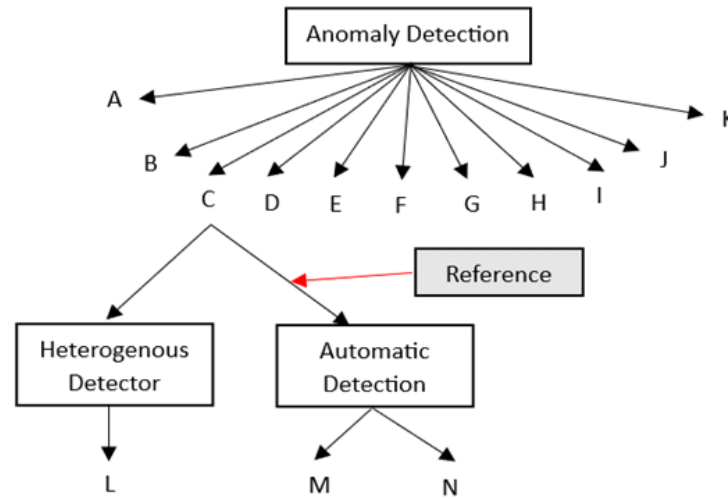 Anomaly Detection
A
B
C
D
E
F
G
H
I
J
K
Reference
Heterogenous
Detector
Automatic
Detection
L
M
N